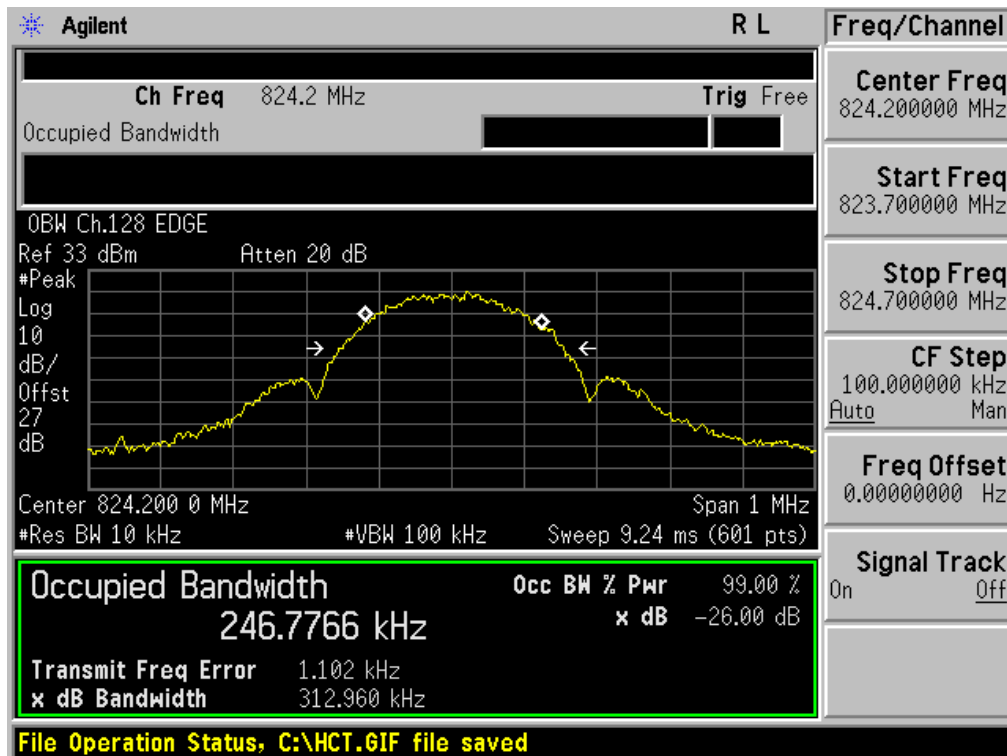 Agilent R L
Ch Freq 824.2 MHz Trig Free
Occupied Bandwidth
OBW Ch.128 EDGE
Ref 33 dBm Atten 20 dB
#Peak
Log
10
dB/
Offst
27
dB
Center 824.200 0 MHz Span 1 MHz
#Res BW 10 kHz #VBW 100 kHz Sweep 9.24 ms (601 pts)
Occupied Bandwidth Occ BW % Pwr 99.00 %
246.7766 kHz x dB -26.00 dB
Transmit Freq Error 1.102 kHz
x dB Bandwidth 312.960 kHz
File Operation Status, C:\HCT.GIF file saved
Freq/Channel
Center Freq
824.200000 MHz
Start Freq
823.700000 MHz
Stop Freq
824.700000 MHz
CF Step
100.000000 kHz
Auto Man
Freq Offset
0.00000000 Hz
Signal Track
On Off